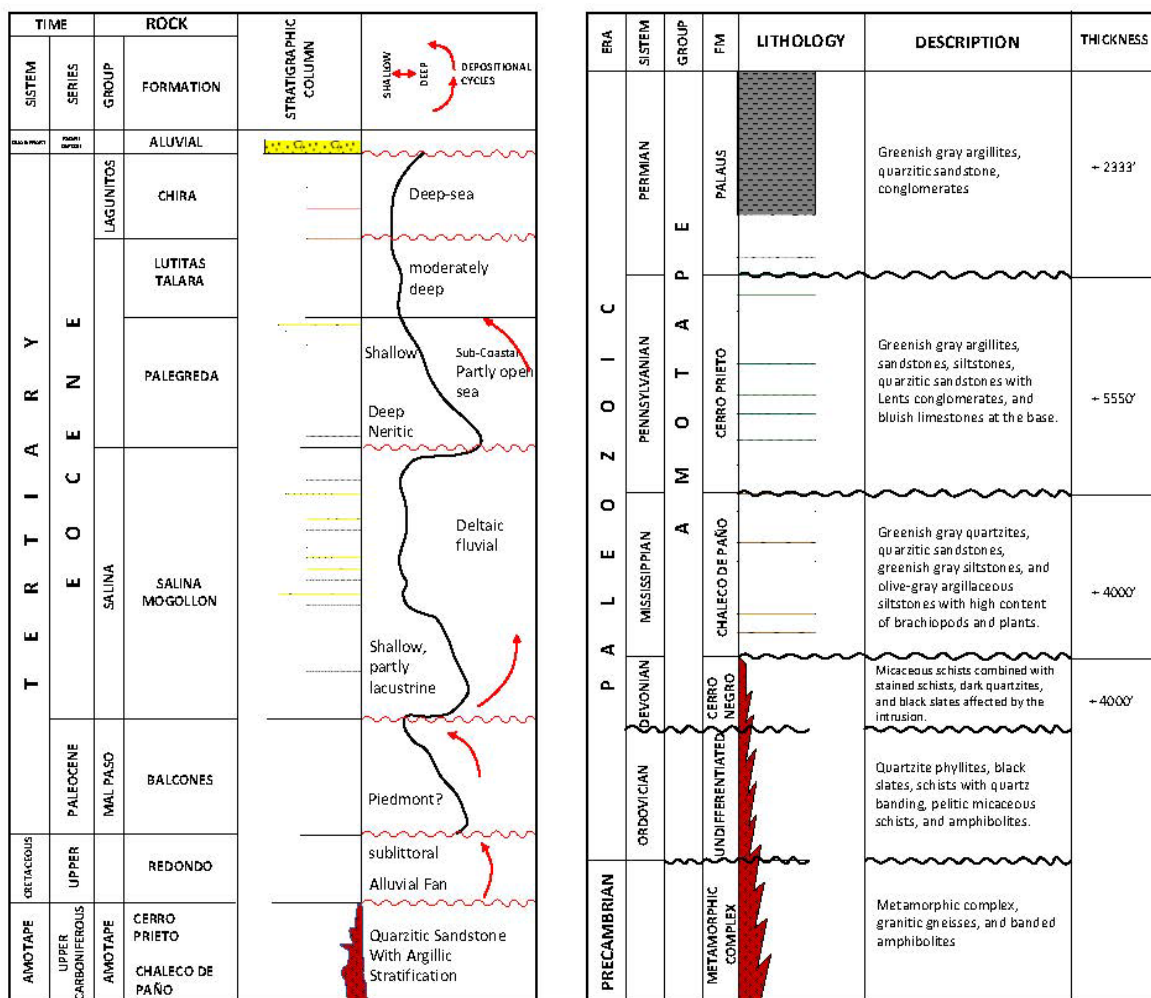 TIME
ROCK
SISTEM
SERIES
GROUP
FORMATION
STRATIGRAPHIC
COLUMN
SHALLOW
DEEP
DEPOSITIONAL
CYCLES
ALUVIAL
TERTIARY
EOCENE
LAGUNITOS
CHIRA
Deep-sea
LUTITAS
TALARA
moderately
deep
PALEGREDA
Shallow
Sub-Coastal
Partly open
sea
Deep
Neritic
SALINA
SALINA
MOGOLLON
Deltaic
fluvial
Shallow,
partly
lacustrine
PALEOCENE
MAL PASO
BALCONES
Piedmont?
CRETACEOUS
UPPER
REDONDO
sublittoral
Alluvial Fan
AMOTAPE
UPPER
CARBONIFEROUS
AMOTAPE
CERRO
PRIETO
CHALECO DE
PAÑO
Quarzitic Sandstone
With Argillic
Stratification
ERA
SISTEM
GROUP
FM
LITHOLOGY
DESCRIPTION
THICKNESS
PALEOZOIC
AMOTAPE
PERMIAN
PALAUS
Greenish gray argillites,
quarzitic sandstone,
conglomerates
+ 2333'
PENNSYLVANIAN
CERRO PRIETO
Greenish gray argillites,
sandstones, siltstones,
quarzitic sandstones with
Lents conglomerates, and
bluish limestones at the base.
+ 5550'
MISSISSIPPIAN
CHALECO DE PAÑO
Greenish gray quartzites,
quarzitic sandstones,
greenish gray siltstones, and
olive-gray argillaceous
siltstones with high content
of brachiopods and plants.
+ 4000'
DEVONIAN
CERRO
NEGRO
Micaceous schists combined with
stained schists, dark quartzites,
and black slates affected by the
intrusion.
+ 4000'
ORDOVICIAN
UNDIFFERENTIATED
Quartzite phyllites, black
slates, schists with quartz
banding, pelitic micaceous
schists, and amphibolites.
PRECAMBRIAN
METAMORPHIC
COMPLEX
Metamorphic complex,
granitic gneisses, and banded
amphibolites